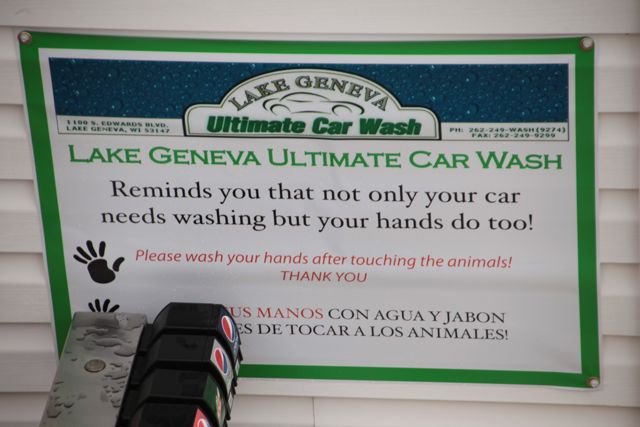 LAKE GENEVA
Ultimate Car Wash
1100 S. EDWARDS BLVD.
LAKE GENEVA, WI 53147
PH: 262-249-WASH(9274)
FAX: 262-249-9299
LAKE GENEVA ULTIMATE CAR WASH
Reminds you that not only your car
needs washing but your hands do too!
Please wash your hands after touching the animals!
THANK YOU
MANOS CON AGUA Y JABON
DE TOCAR A LOS ANIMALES!